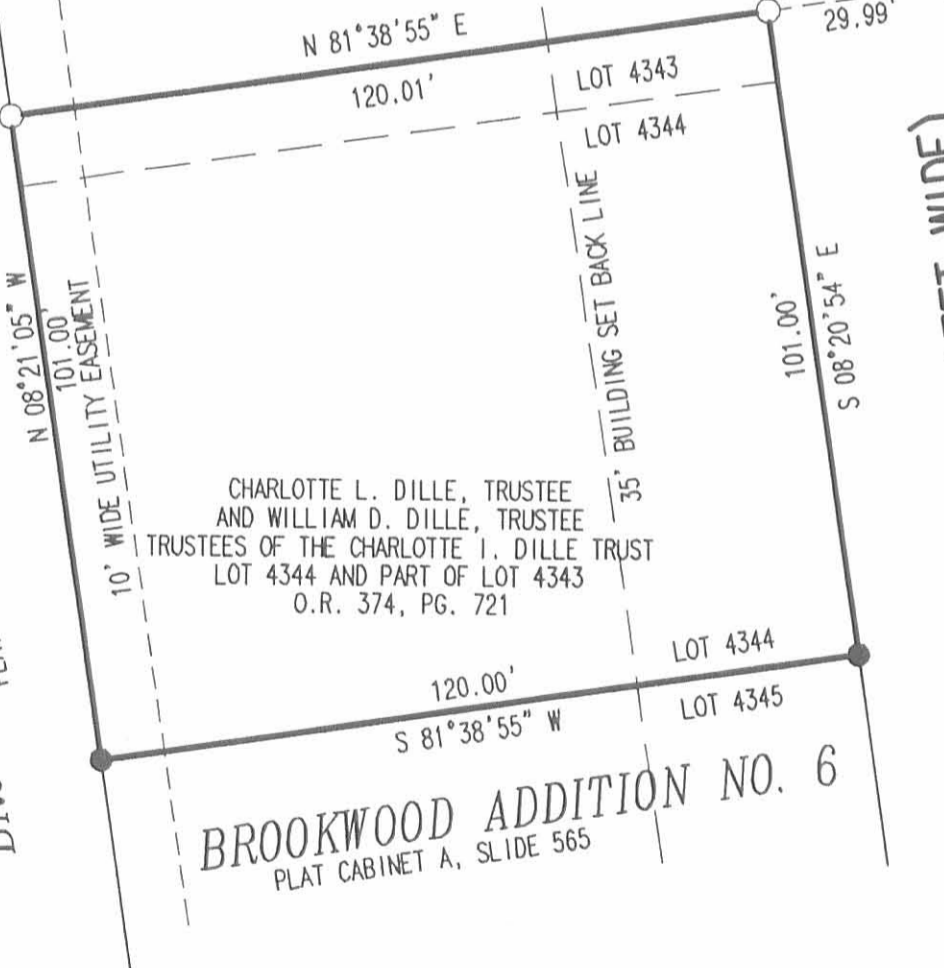 N 81°38'55" E
29.99'
120.01'
LOT 4343
LOT 4344
WIDE)
N 08°21'05" W
101.00'
10' WIDE UTILITY EASEMENT
35' BUILDING SET BACK LINE
101.00'
S 08°20'54" E
CHARLOTTE L. DILLE, TRUSTEE
AND WILLIAM D. DILLE, TRUSTEE
TRUSTEES OF THE CHARLOTTE I. DILLE TRUST
LOT 4344 AND PART OF LOT 4343
O.R. 374, PG. 721
LOT 4344
120.00'
LOT 4345
S 81°38'55" W
BROOKWOOD ADDITION NO. 6
PLAT CABINET A, SLIDE 565